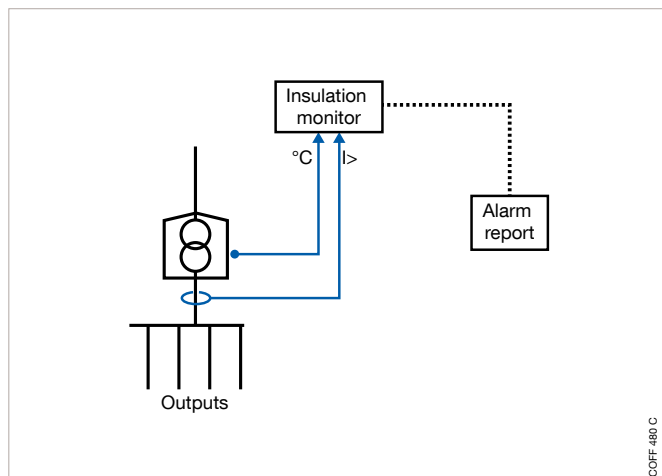 Insulation
monitor
°C
I>
Alarm
report
Outputs
COFF 480 C